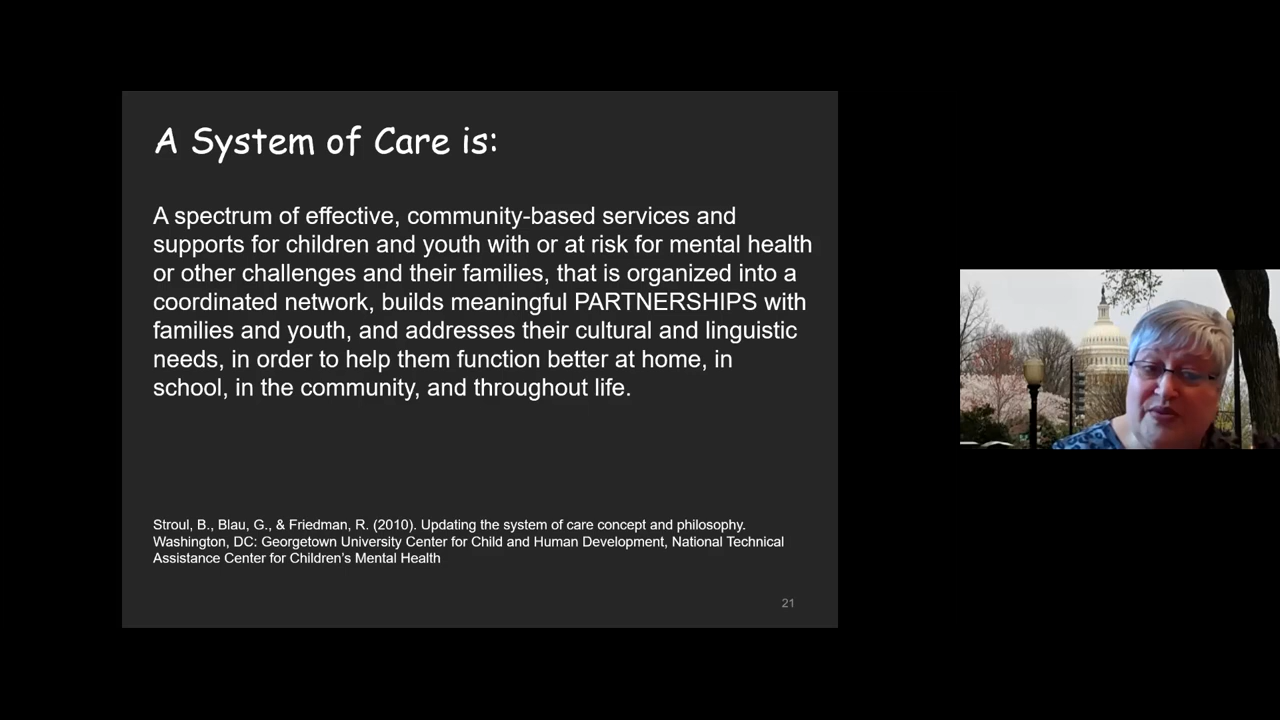 A System of Care is:
A spectrum of effective, community-based services and
supports for children and youth with or at risk for mental health
or other challenges and their families, that is organized into a
coordinated network, builds meaningful PARTNERSHIPS with
families and youth, and addresses their cultural and linguistic
needs, in order to help them function better at home, in
school, in the community, and throughout life.
Stroul, B., Blau, G., & Friedman, R. (2010). Updating the system of care concept and philosophy.
Washington, DC: Georgetown University Center for Child and Human Development, National Technical
Assistance Center for Children’s Mental Health
21